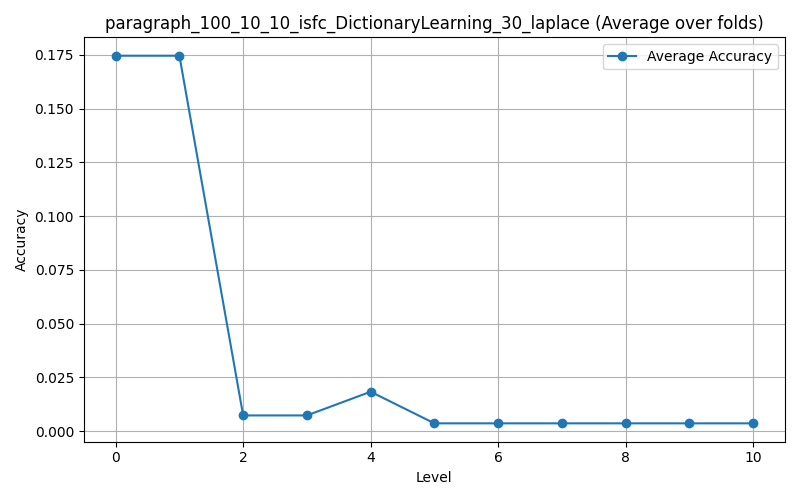 paragraph_100_10_10_isfc_DictionaryLearning_30_laplace (Average over folds)
Average Accuracy
0.175
0.150
0.125
0.100
0.075
0.050
0.025
0.000
Accuracy
0 2 4 6 8 10
Level